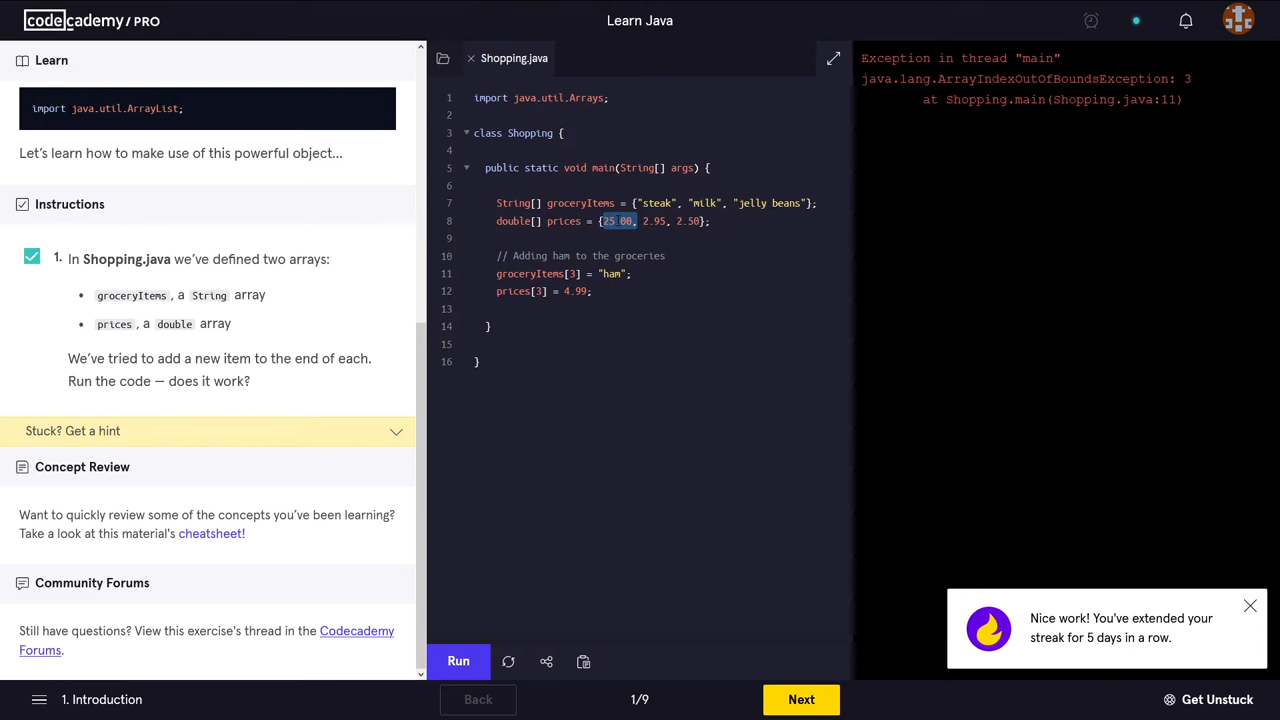 codecademy / PRO
Learn Java
Learn
import java.util.ArrayList;
Let's learn how to make use of this powerful object...
Instructions
1. In Shopping.java we've defined two arrays:
• groceryItems, a String array
• prices, a double array
We've tried to add a new item to the end of each.
Run the code — does it work?
Stuck? Get a hint
Concept Review
Want to quickly review some of the concepts you've been learning?
Take a look at this material's cheatsheet!
Community Forums
Still have questions? View this exercise's thread in the Codecademy
Forums.
Shopping.java
1 import java.util.Arrays;
2
3 class Shopping {
4
5 public static void main(String[] args) {
6
7 String[] groceryItems = {"steak", "milk", "jelly beans"};
8 double[] prices = {25.00, 2.95, 2.50};
9
10 // Adding ham to the groceries
11 groceryItems[3] = "ham";
12 prices[3] = 4.99;
13
14 }
15
16 }
Exception in thread "main"
java.lang.ArrayIndexOutOfBoundsException: 3
at Shopping.main(Shopping.java:11)
Nice work! You've extended your
streak for 5 days in a row.
Run
1. Introduction
Back
1/9
Next
Get Unstuck